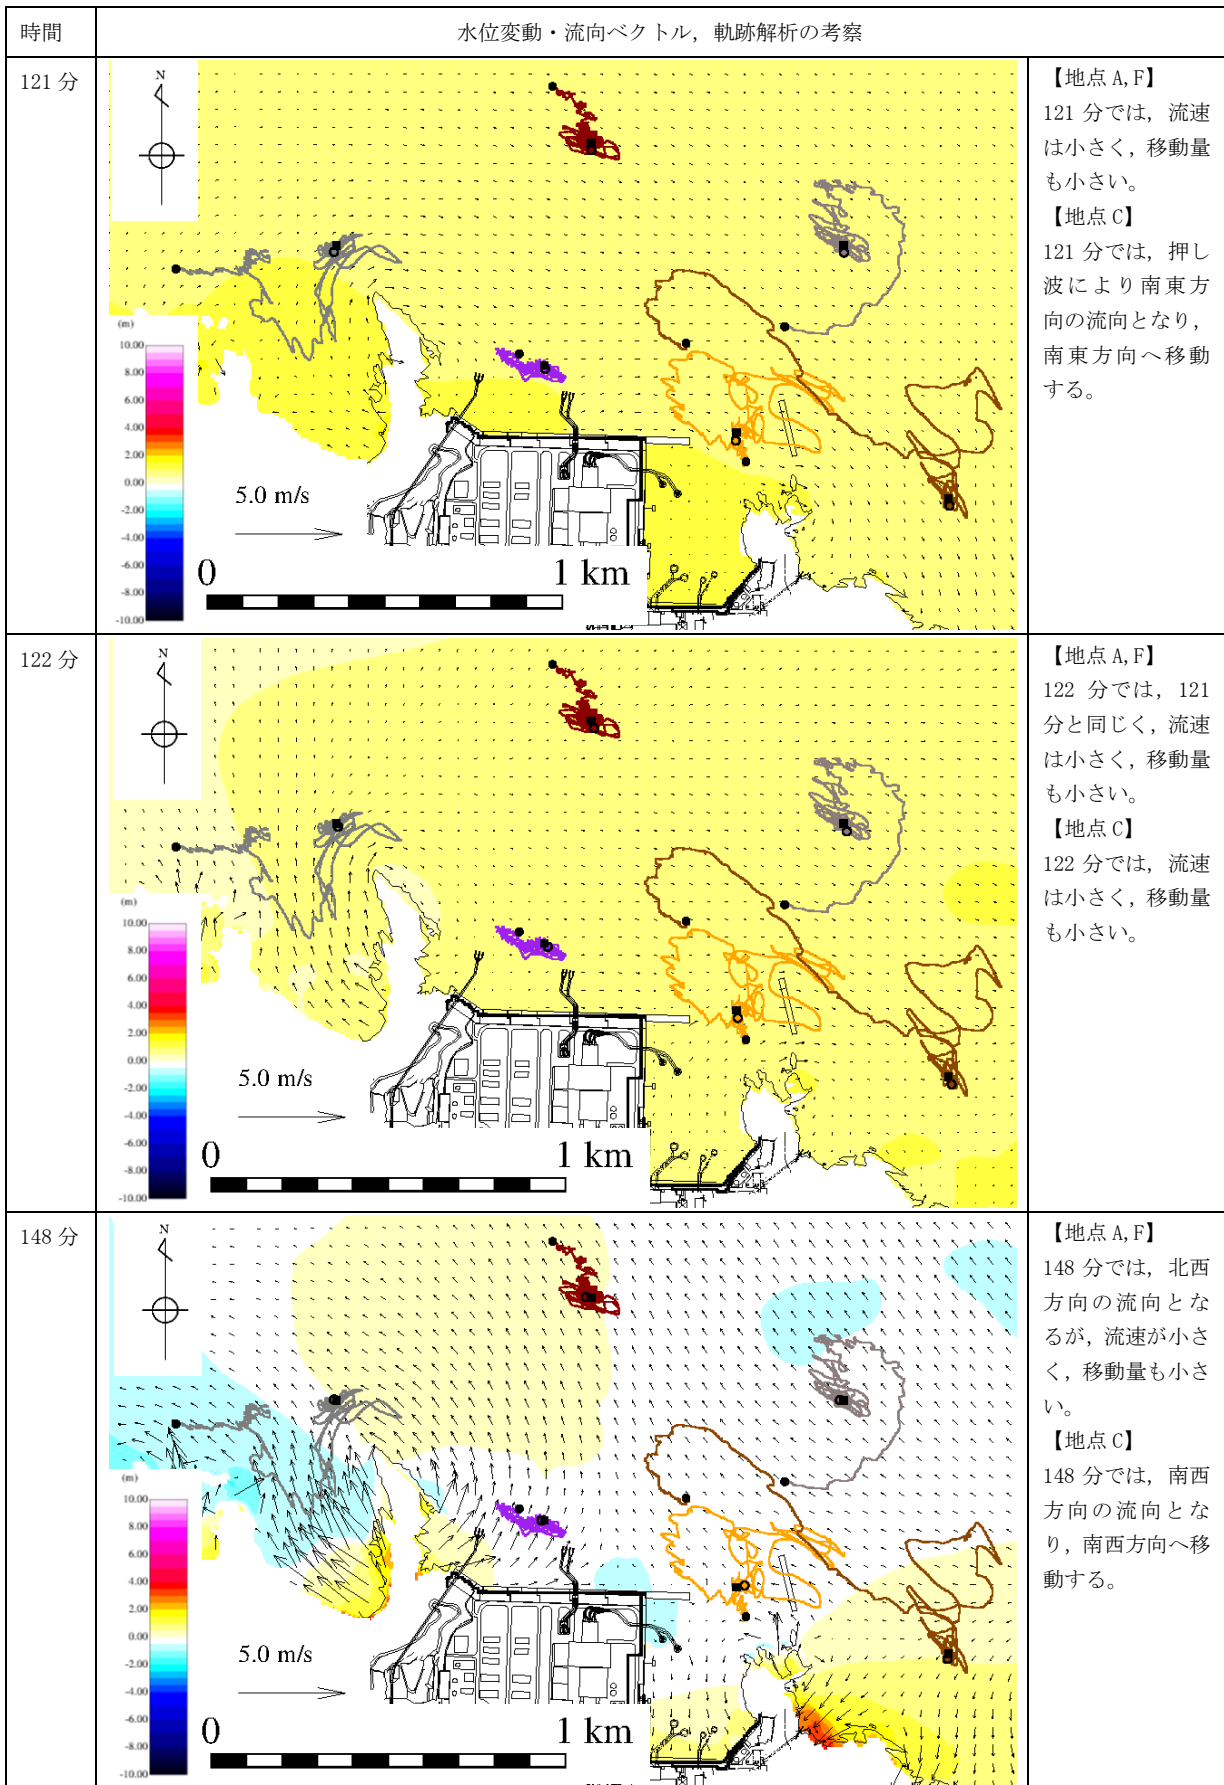 時間
水位変動・流向ベクトル，軌跡解析の考察
121 分
N
(m)
10.00
8.00
6.00
4.00
2.00
0.00
-2.00
-4.00
-6.00
-8.00
-10.00
5.0 m/s
0
1 km
【地点 A,F】
121 分では，流速
は小さく，移動量
も小さい。
【地点 C】
121 分では，押し
波により南東方
向の流向となり，
南東方向へ移動
する。
122 分
N
(m)
10.00
8.00
6.00
4.00
2.00
0.00
-2.00
-4.00
-6.00
-8.00
-10.00
5.0 m/s
0
1 km
【地点 A,F】
122 分では，121
分と同じく，流速
は小さく，移動量
も小さい。
【地点 C】
122 分では，流速
は小さく，移動量
も小さい。
148 分
N
(m)
10.00
8.00
6.00
4.00
2.00
0.00
-2.00
-4.00
-6.00
-8.00
-10.00
5.0 m/s
0
1 km
【地点 A,F】
148 分では，北西
方向の流向とな
るが，流速が小さ
く，移動量も小さ
い。
【地点 C】
148 分では，南西
方向の流向とな
り，南西方向へ移
動する。